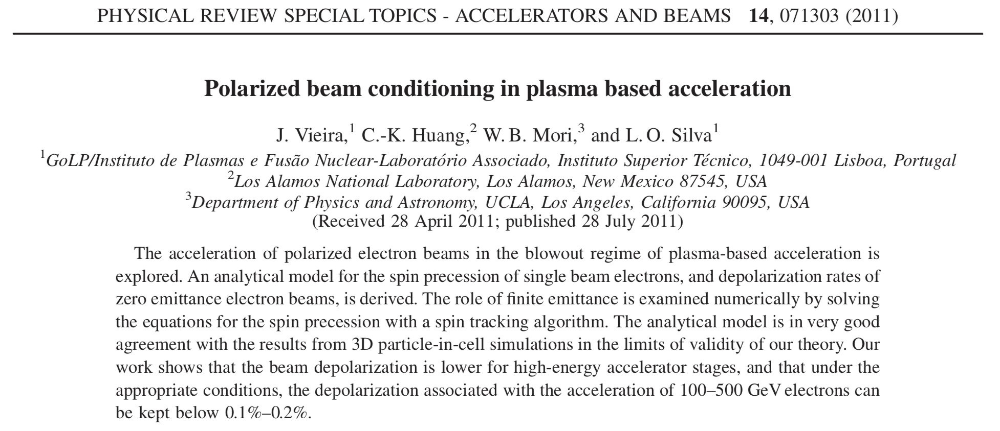 PHYSICAL REVIEW SPECIAL TOPICS - ACCELERATORS AND BEAMS 14, 071303 (2011)
Polarized beam conditioning in plasma based acceleration
J. Vieira,1 C.-K. Huang,2 W. B. Mori,3 and L. O. Silva1
1GoLP/Instituto de Plasmas e Fusão Nuclear-Laboratório Associado, Instituto Superior Técnico, 1049-001 Lisboa, Portugal
2Los Alamos National Laboratory, Los Alamos, New Mexico 87545, USA
3Department of Physics and Astronomy, UCLA, Los Angeles, California 90095, USA
(Received 28 April 2011; published 28 July 2011)
The acceleration of polarized electron beams in the blowout regime of plasma-based acceleration is
explored. An analytical model for the spin precession of single beam electrons, and depolarization rates of
zero emittance electron beams, is derived. The role of finite emittance is examined numerically by solving
the equations for the spin precession with a spin tracking algorithm. The analytical model is in very good
agreement with the results from 3D particle-in-cell simulations in the limits of validity of our theory. Our
work shows that the beam depolarization is lower for high-energy accelerator stages, and that under the
appropriate conditions, the depolarization associated with the acceleration of 100–500 GeV electrons can
be kept below 0.1%–0.2%.